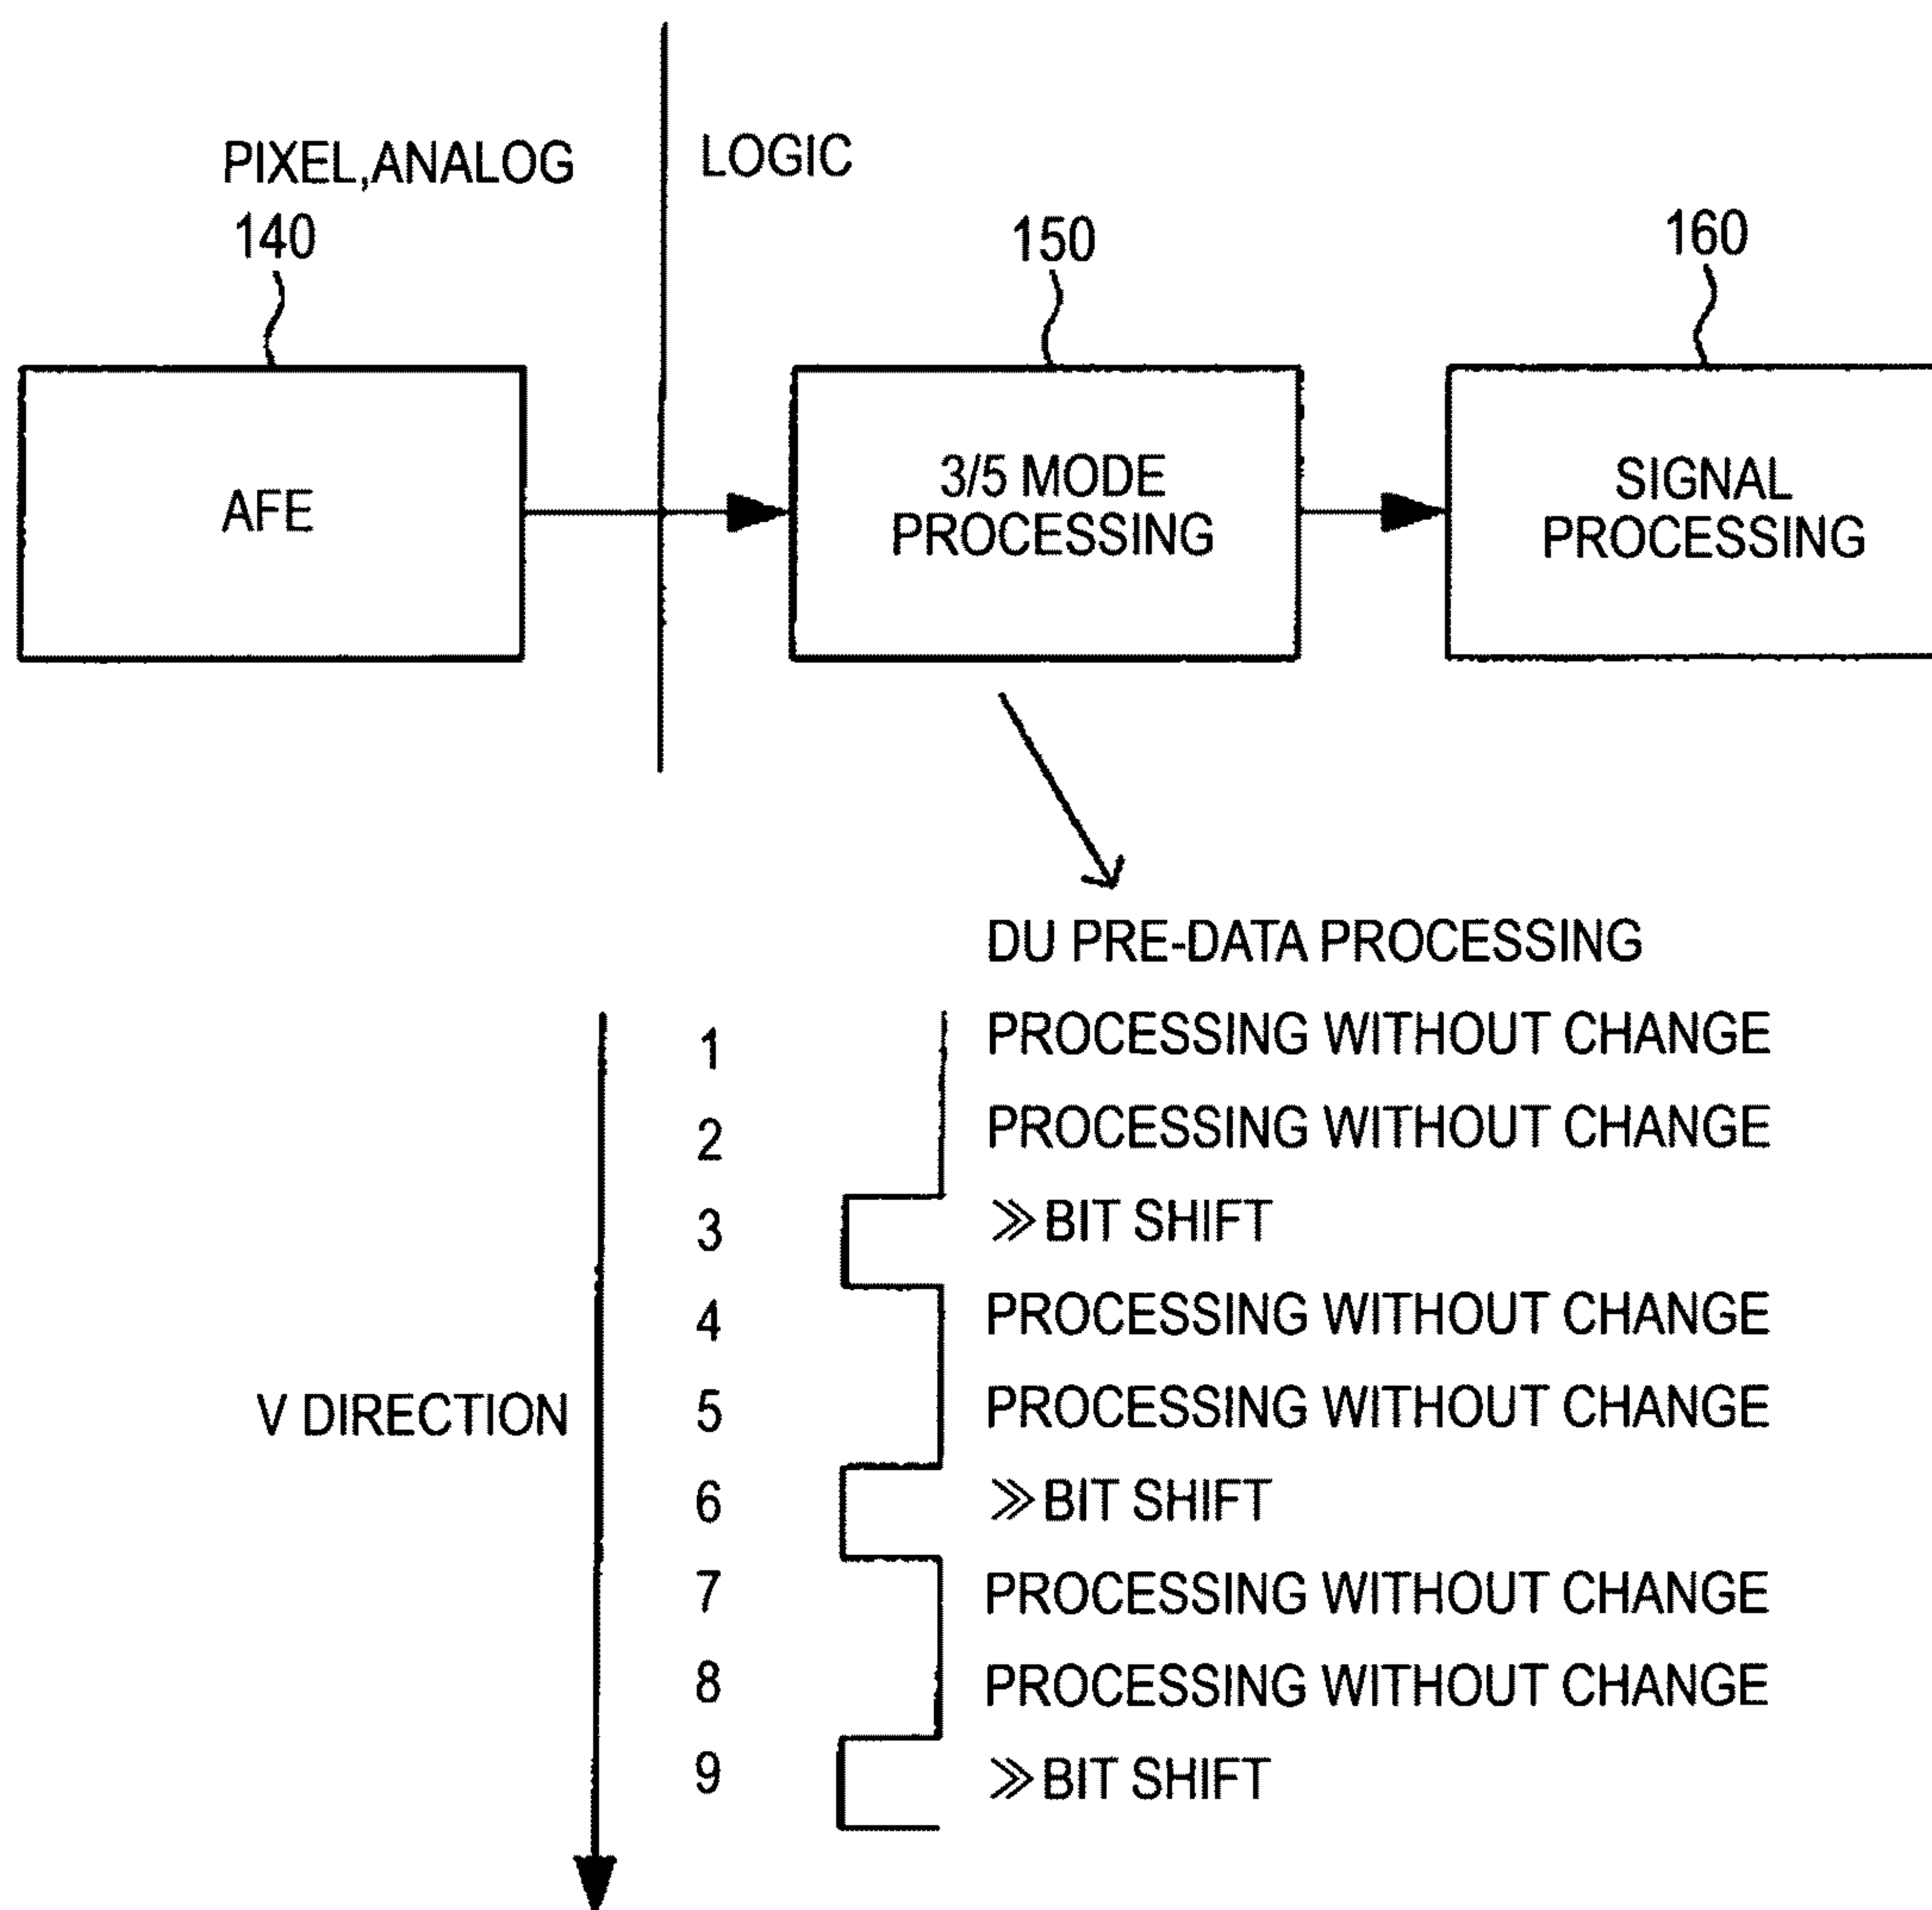 PIXEL,ANALOG
LOGIC
140
150
160
AFE
3/5 MODE
PROCESSING
SIGNAL
PROCESSING
DU PRE-DATA PROCESSING
1 PROCESSING WITHOUT CHANGE
2 PROCESSING WITHOUT CHANGE
3 ≫ BIT SHIFT
4 PROCESSING WITHOUT CHANGE
V DIRECTION
5 PROCESSING WITHOUT CHANGE
6 ≫ BIT SHIFT
7 PROCESSING WITHOUT CHANGE
8 PROCESSING WITHOUT CHANGE
9 ≫ BIT SHIFT